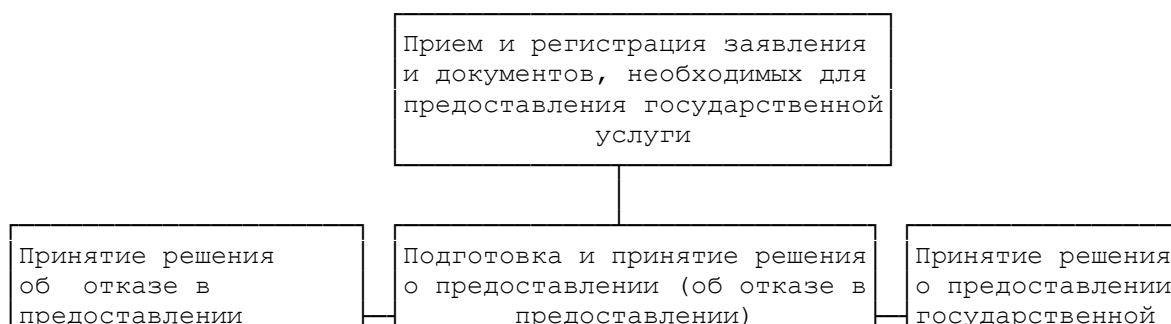 Прием и регистрация заявления
и документов, необходимых для
предоставления государственной
услуги
Принятие решения
об отказе в
предоставлении
Подготовка и принятие решения
о предоставлении (об отказе в
предоставлении)
Принятие решения
о предоставлении
государственной